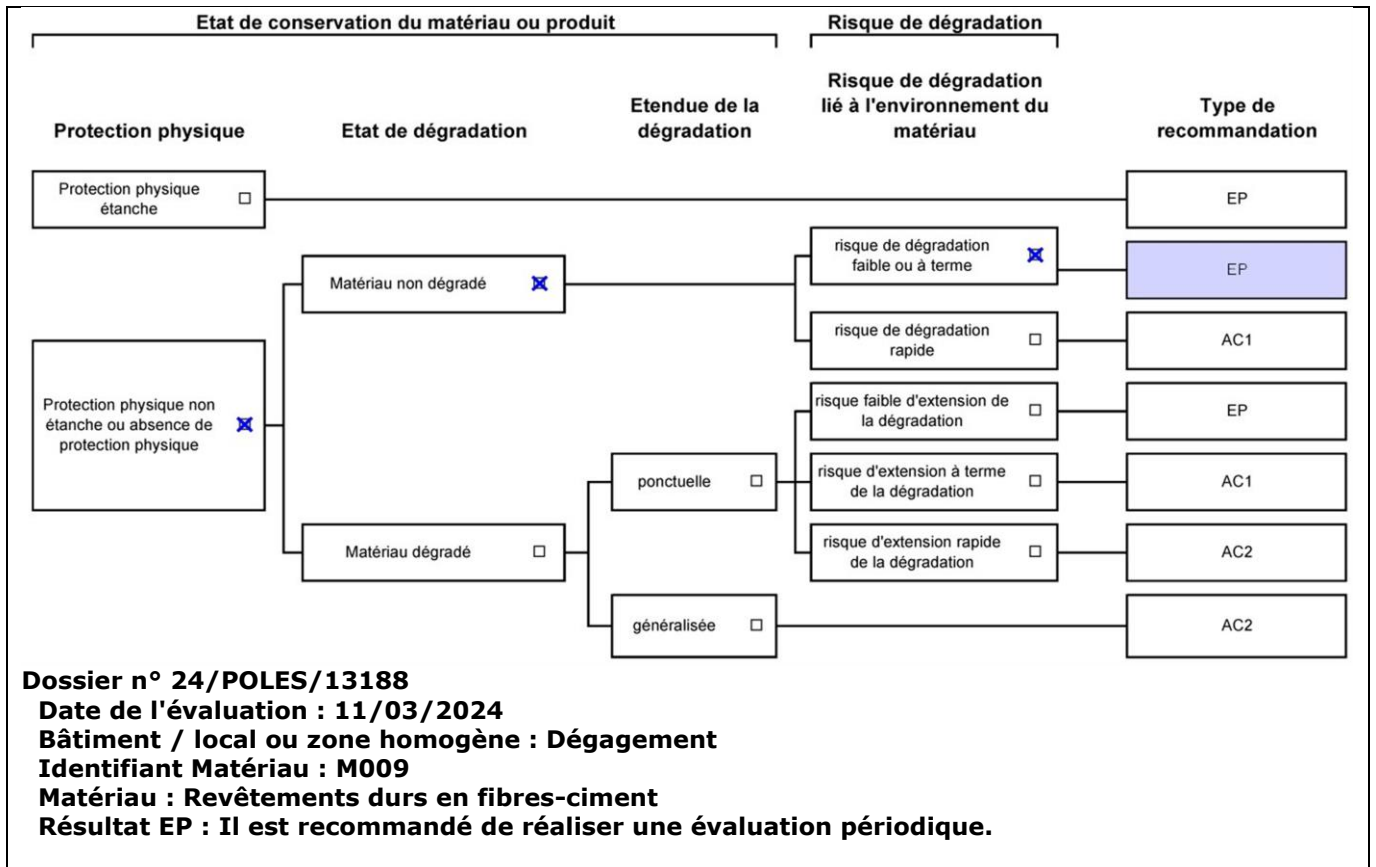 Etat de conservation du matériau ou produit
Risque de dégradation
Protection physique
Etat de dégradation
Etendue de la
dégradation
Risque de dégradation
lié à l'environnement du
matériau
Type de
recommandation
Protection physique
étanche
EP
risque de dégradation
faible ou à terme
EP
Matériau non dégradé
risque de dégradation
rapide
AC1
Protection physique non
étanche ou absence de
protection physique
risque faible d'extension de
la dégradation
EP
ponctuelle
risque d'extension à terme
de la dégradation
AC1
Matériau dégradé
risque d'extension rapide
de la dégradation
AC2
généralisée
AC2
Dossier n° 24/POLES/13188
Date de l'évaluation : 11/03/2024
Bâtiment / local ou zone homogène : Dégagement
Identifiant Matériau : M009
Matériau : Revêtements durs en fibres-ciment
Résultat EP : Il est recommandé de réaliser une évaluation périodique.